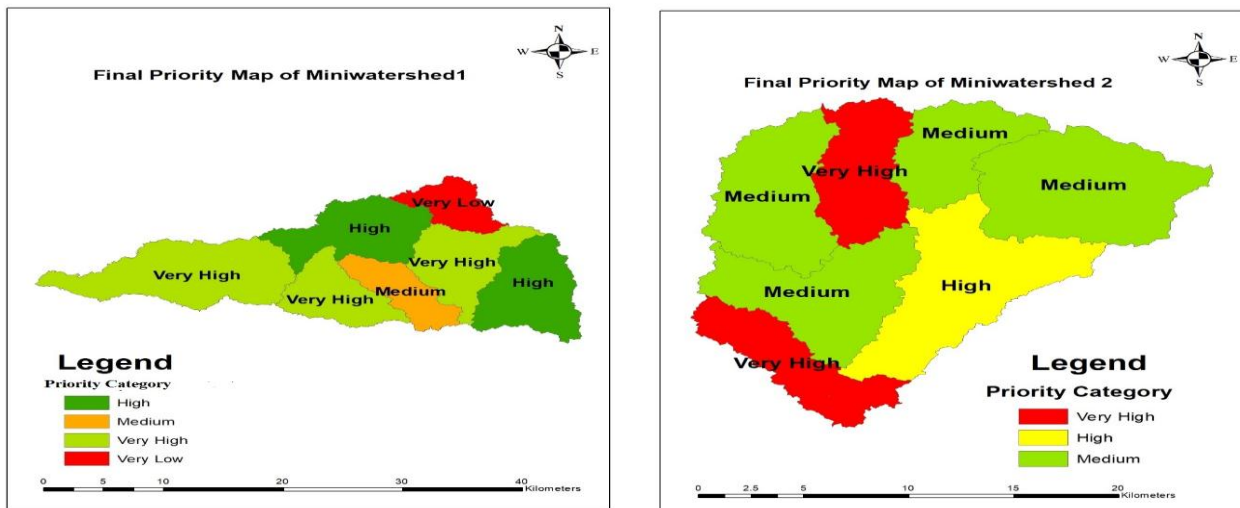 N
W E
S
Final Priority Map of Miniwatershed1
Very Low
High
Very High
Very High
High
Medium
Very High
Legend
Priority Category
High
Medium
Very High
Very Low
0 5 10 20 30 40
Kilometers
N
W E
S
Final Priority Map of Miniwatershed 2
Medium
Very High
Medium
Medium
High
Medium
Very High
Legend
Priority Category
Very High
High
Medium
0 2.5 5 10 15 20
Kilometers